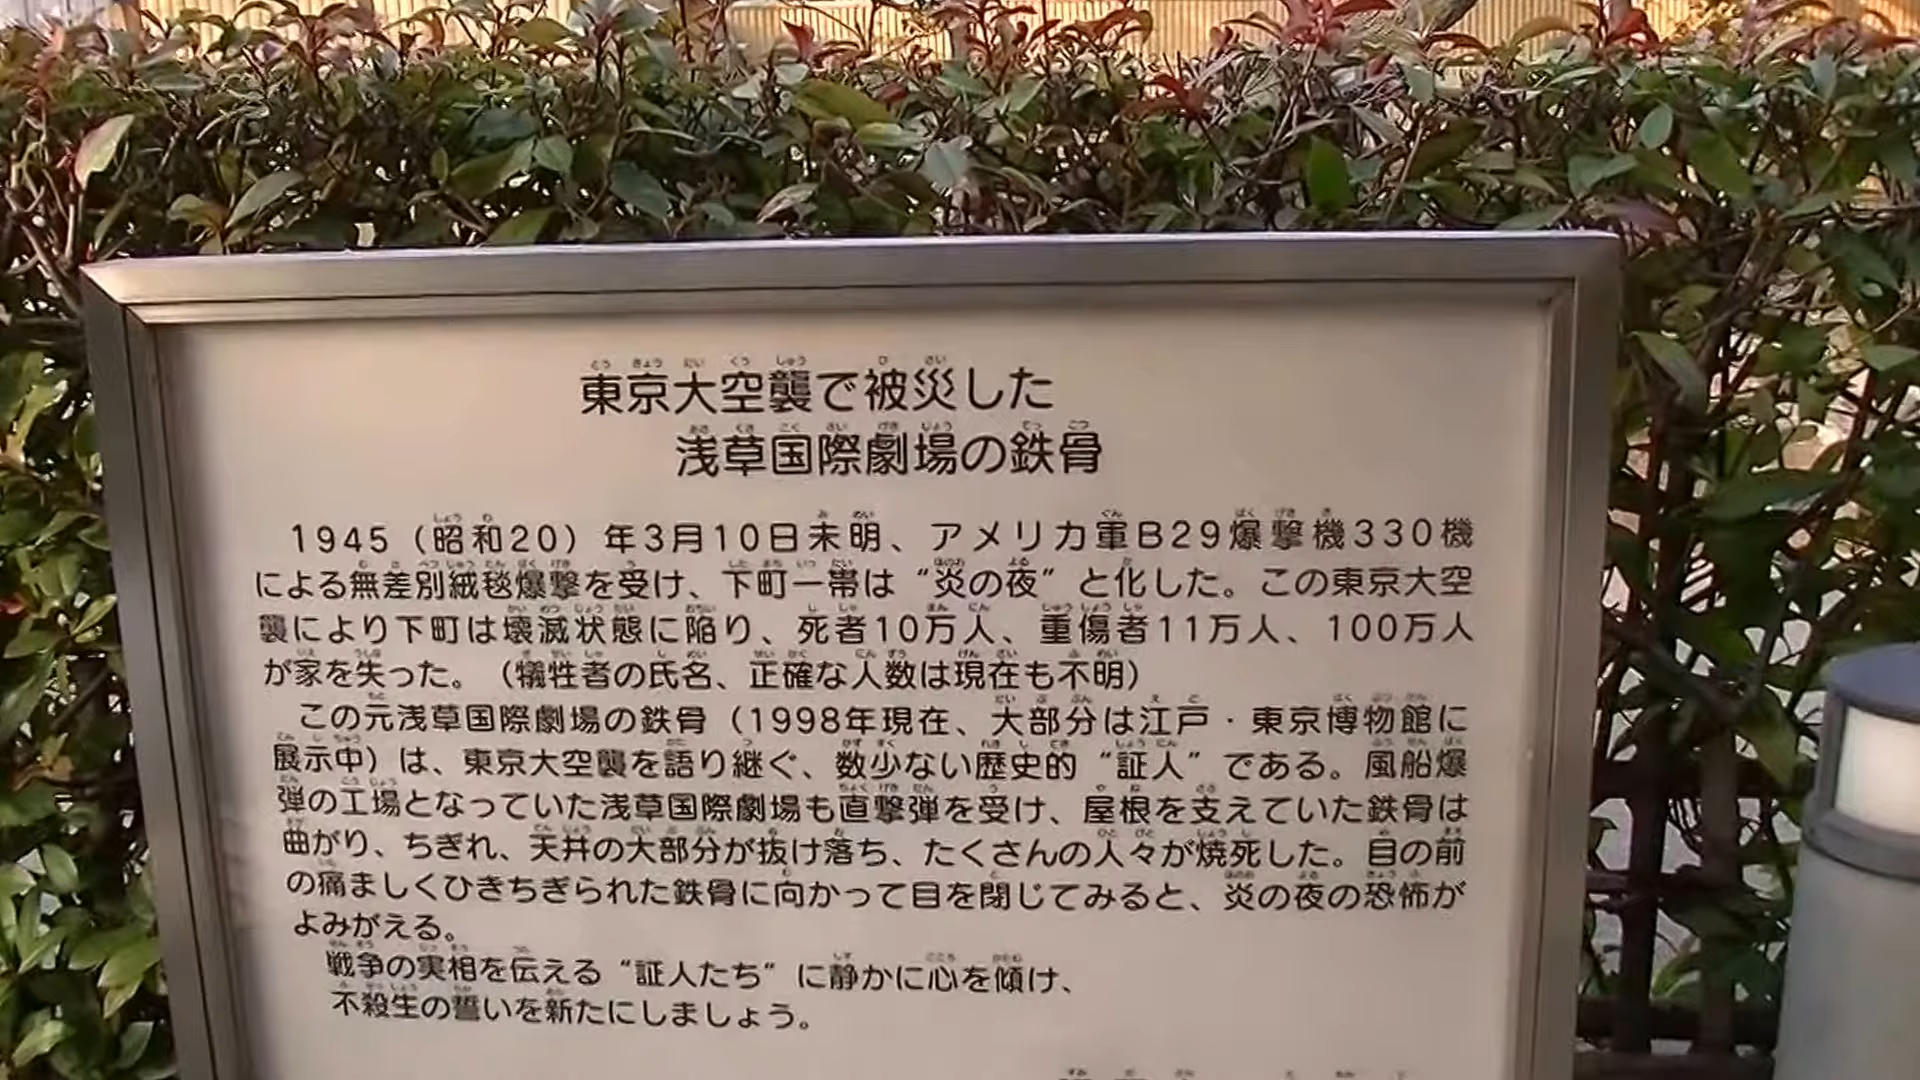 東京大空襲で被災した
浅草国際劇場の鉄骨
1945（昭和20）年3月10日未明、アメリカ軍B29爆撃機330機
による無差別絨毯爆撃を受け、下町一帯は“炎の夜”と化した。この東京大空
襲により下町は壊滅状態に陥り、死者10万人、重傷者11万人、100万人
が家を失った。（犠牲者の氏名、正確な人数は現在も不明）
この元浅草国際劇場の鉄骨（1998年現在、大部分は江戸・東京博物館に
展示中）は、東京大空襲を語り継ぐ、数少ない歴史的“証人”である。風船爆
弾の工場となっていた浅草国際劇場も直撃弾を受け、屋根を支えていた鉄骨は
曲がり、ちぎれ、天井の大部分が抜け落ち、たくさんの人々が焼死した。目の前
の痛ましくひきちぎられた鉄骨に向かって目を閉じてみると、炎の夜の恐怖が
よみがえる。
戦争の実相を伝える“証人たち”に静かに心を傾け、
不殺生の誓いを新たにしましょう。